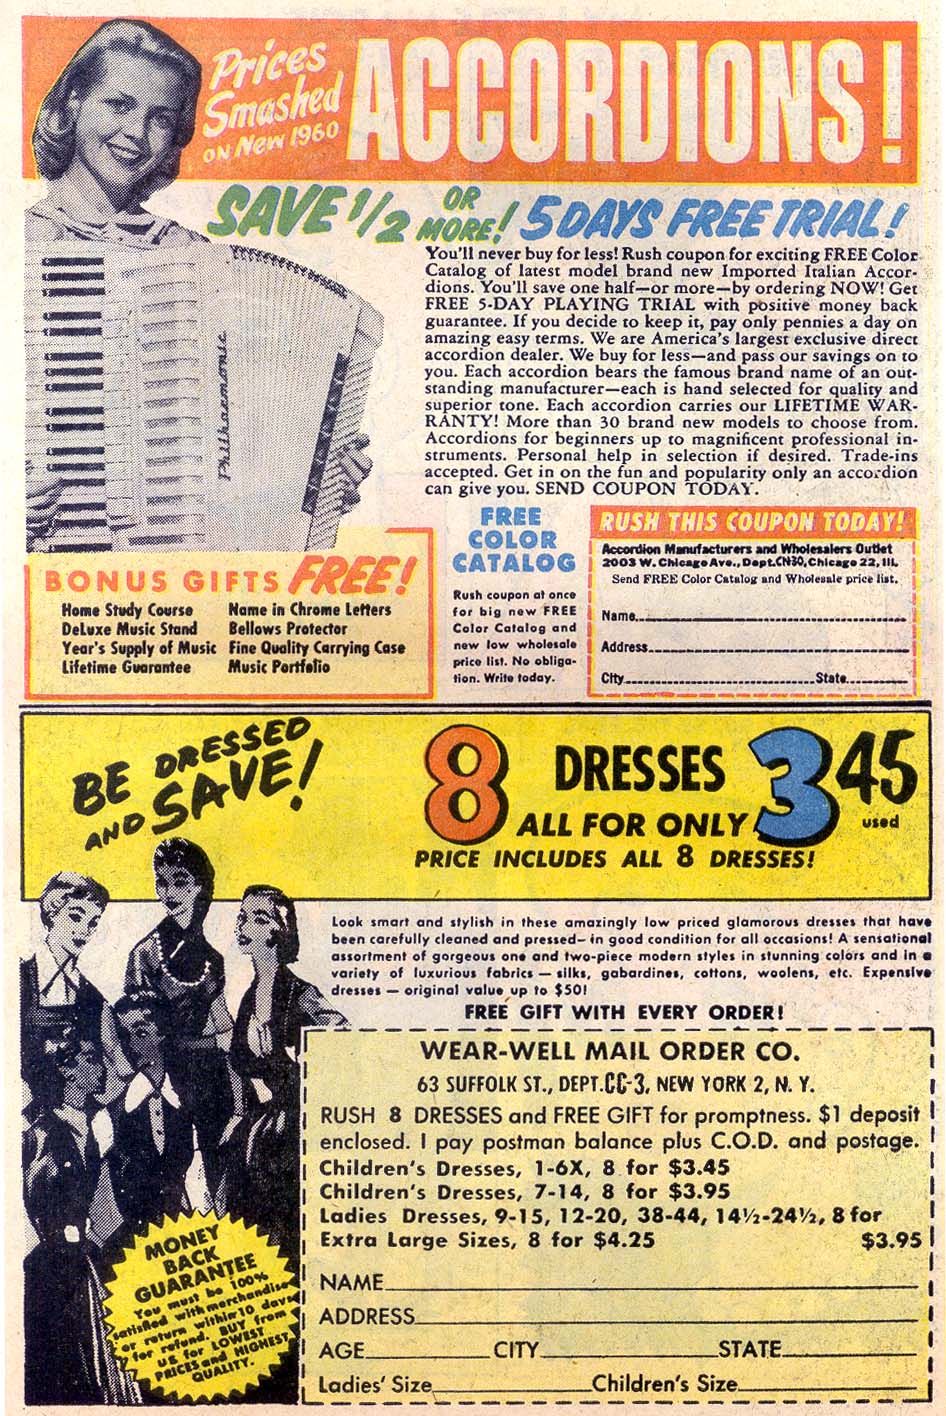 Prices
Smashed
ON New 1960
ACCORDIONS!
SAVE 1/2 OR MORE! 5 DAYS FREE TRIAL!
You'll never buy for less! Rush coupon for exciting FREE Color
Catalog of latest model brand new Imported Italian Accor-
dions. You'll save one half—or more—by ordering NOW! Get
FREE 5-DAY PLAYING TRIAL with positive money back
guarantee. If you decide to keep it, pay only pennies a day on
amazing easy terms. We are America's largest exclusive direct
accordion dealer. We buy for less—and pass our savings on to
you. Each accordion bears the famous brand name of an out-
standing manufacturer—each is hand selected for quality and
superior tone. Each accordion carries our LIFETIME WAR-
RANTY! More than 30 brand new models to choose from.
Accordions for beginners up to magnificent professional in-
struments. Personal help in selection if desired. Trade-ins
accepted. Get in on the fun and popularity only an accordion
can give you. SEND COUPON TODAY.
Philharmonic
BONUS GIFTS FREE!
Home Study Course
DeLuxe Music Stand
Year's Supply of Music
Lifetime Guarantee
Name in Chrome Letters
Bellows Protector
Fine Quality Carrying Case
Music Portfolio
FREE
COLOR
CATALOG
Rush coupon at once
for big new FREE
Color Catalog and
new low wholesale
price list. No obliga-
tion. Write today.
RUSH THIS COUPON TODAY!
Accordion Manufacturers and Wholesalers Outlet
2003 W. Chicago Ave., Dept. CN30, Chicago 22, Ill.
Send FREE Color Catalog and Wholesale price list.
Name
Address
City State
BE DRESSED
AND SAVE!
8 DRESSES 3 45
ALL FOR ONLY used
PRICE INCLUDES ALL 8 DRESSES!
Look smart and stylish in these amazingly low priced glamorous dresses that have
been carefully cleaned and pressed— in good condition for all occasions! A sensational
assortment of gorgeous one and two-piece modern styles in stunning colors and in a
variety of luxurious fabrics — silks, gabardines, cottons, woolens, etc. Expensive
dresses — original value up to $50!
FREE GIFT WITH EVERY ORDER!
WEAR-WELL MAIL ORDER CO.
63 SUFFOLK ST., DEPT. CC-3, NEW YORK 2, N. Y.
RUSH 8 DRESSES and FREE GIFT for promptness. $1 deposit
enclosed. I pay postman balance plus C.O.D. and postage.
Children's Dresses, 1-6X, 8 for $3.45
Children's Dresses, 7-14, 8 for $3.95
Ladies Dresses, 9-15, 12-20, 38-44, 14½-24½, 8 for
Extra Large Sizes, 8 for $4.25 $3.95
NAME
ADDRESS
AGE CITY STATE
Ladies' Size Children's Size
MONEY
BACK
GUARANTEE
You must be 100%
satisfied with merchandise
or return within 10 days
for refund. BUY from
us for LOWEST
PRICES and HIGHEST
QUALITY.